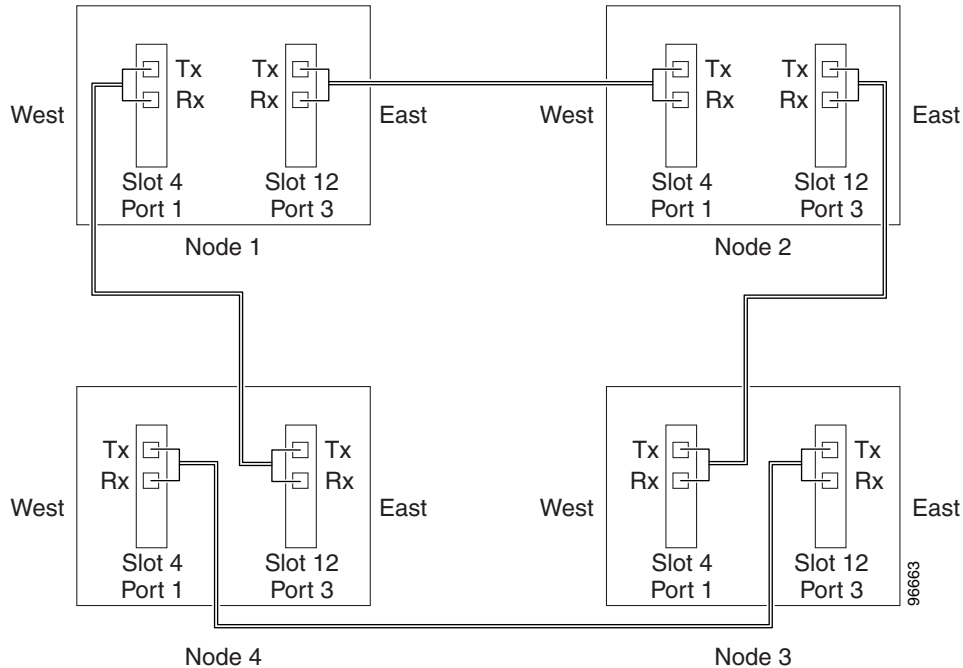 Tx Tx Tx Tx
Rx Rx Rx Rx
West East West East
Slot 4 Slot 12 Slot 4 Slot 12
Port 1 Port 3 Port 1 Port 3
Node 1 Node 2
Tx Tx Tx Tx
Rx Rx Rx Rx
West East West East
Slot 4 Slot 12 Slot 4 Slot 12
Port 1 Port 3 Port 1 Port 3
96663
Node 4 Node 3